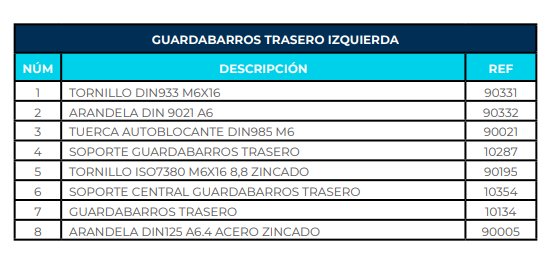 GUARDABARROS TRASERO IZQUIERDA
NÚM DESCRIPCIÓN REF
1 TORNILLO DIN933 M6X16 90331
2 ARANDELA DIN 9021 A6 90332
3 TUERCA AUTOBLOCANTE DIN985 M6 90021
4 SOPORTE GUARDABARROS TRASERO 10287
5 TORNILLO ISO7380 M6X16 8,8 ZINCADO 90195
6 SOPORTE CENTRAL GUARDABARROS TRASERO 10354
7 GUARDABARROS TRASERO 10134
8 ARANDELA DIN125 A6.4 ACERO ZINCADO 90005